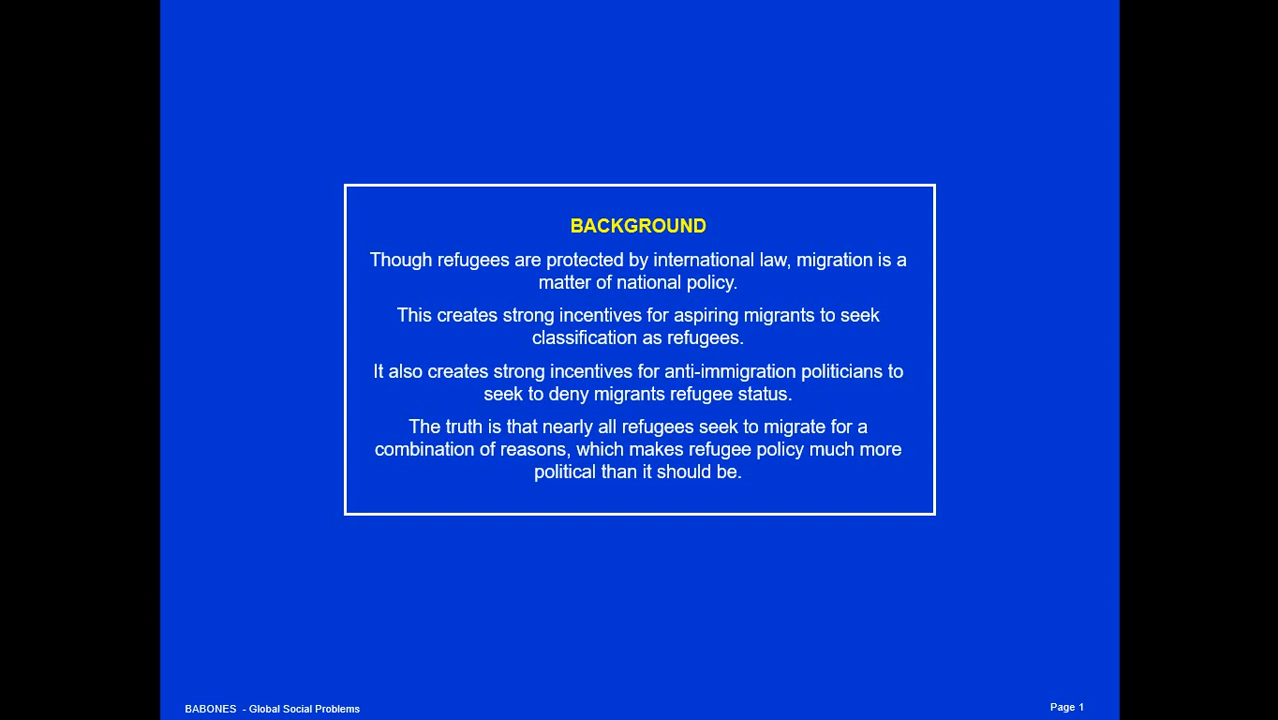 BACKGROUND
Though refugees are protected by international law, migration is a
matter of national policy.
This creates strong incentives for aspiring migrants to seek
classification as refugees.
It also creates strong incentives for anti-immigration politicians to
seek to deny migrants refugee status.
The truth is that nearly all refugees seek to migrate for a
combination of reasons, which makes refugee policy much more
political than it should be.
BABONES - Global Social Problems
Page 1